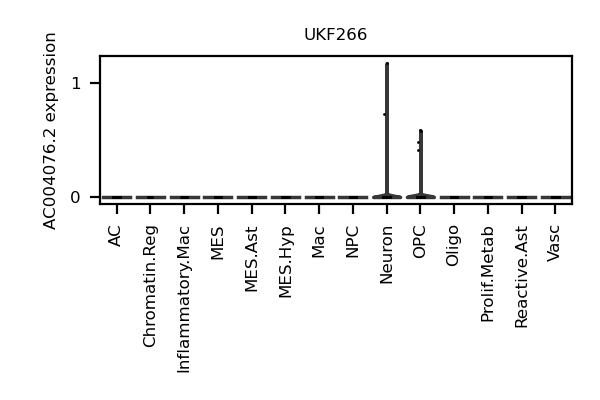 UKF266
AC004076.2 expression
1
0
AC
Chromatin.Reg
Inflammatory.Mac
MES
MES.Ast
MES.Hyp
Mac
NPC
Neuron
OPC
Oligo
Prolif.Metab
Reactive.Ast
Vasc